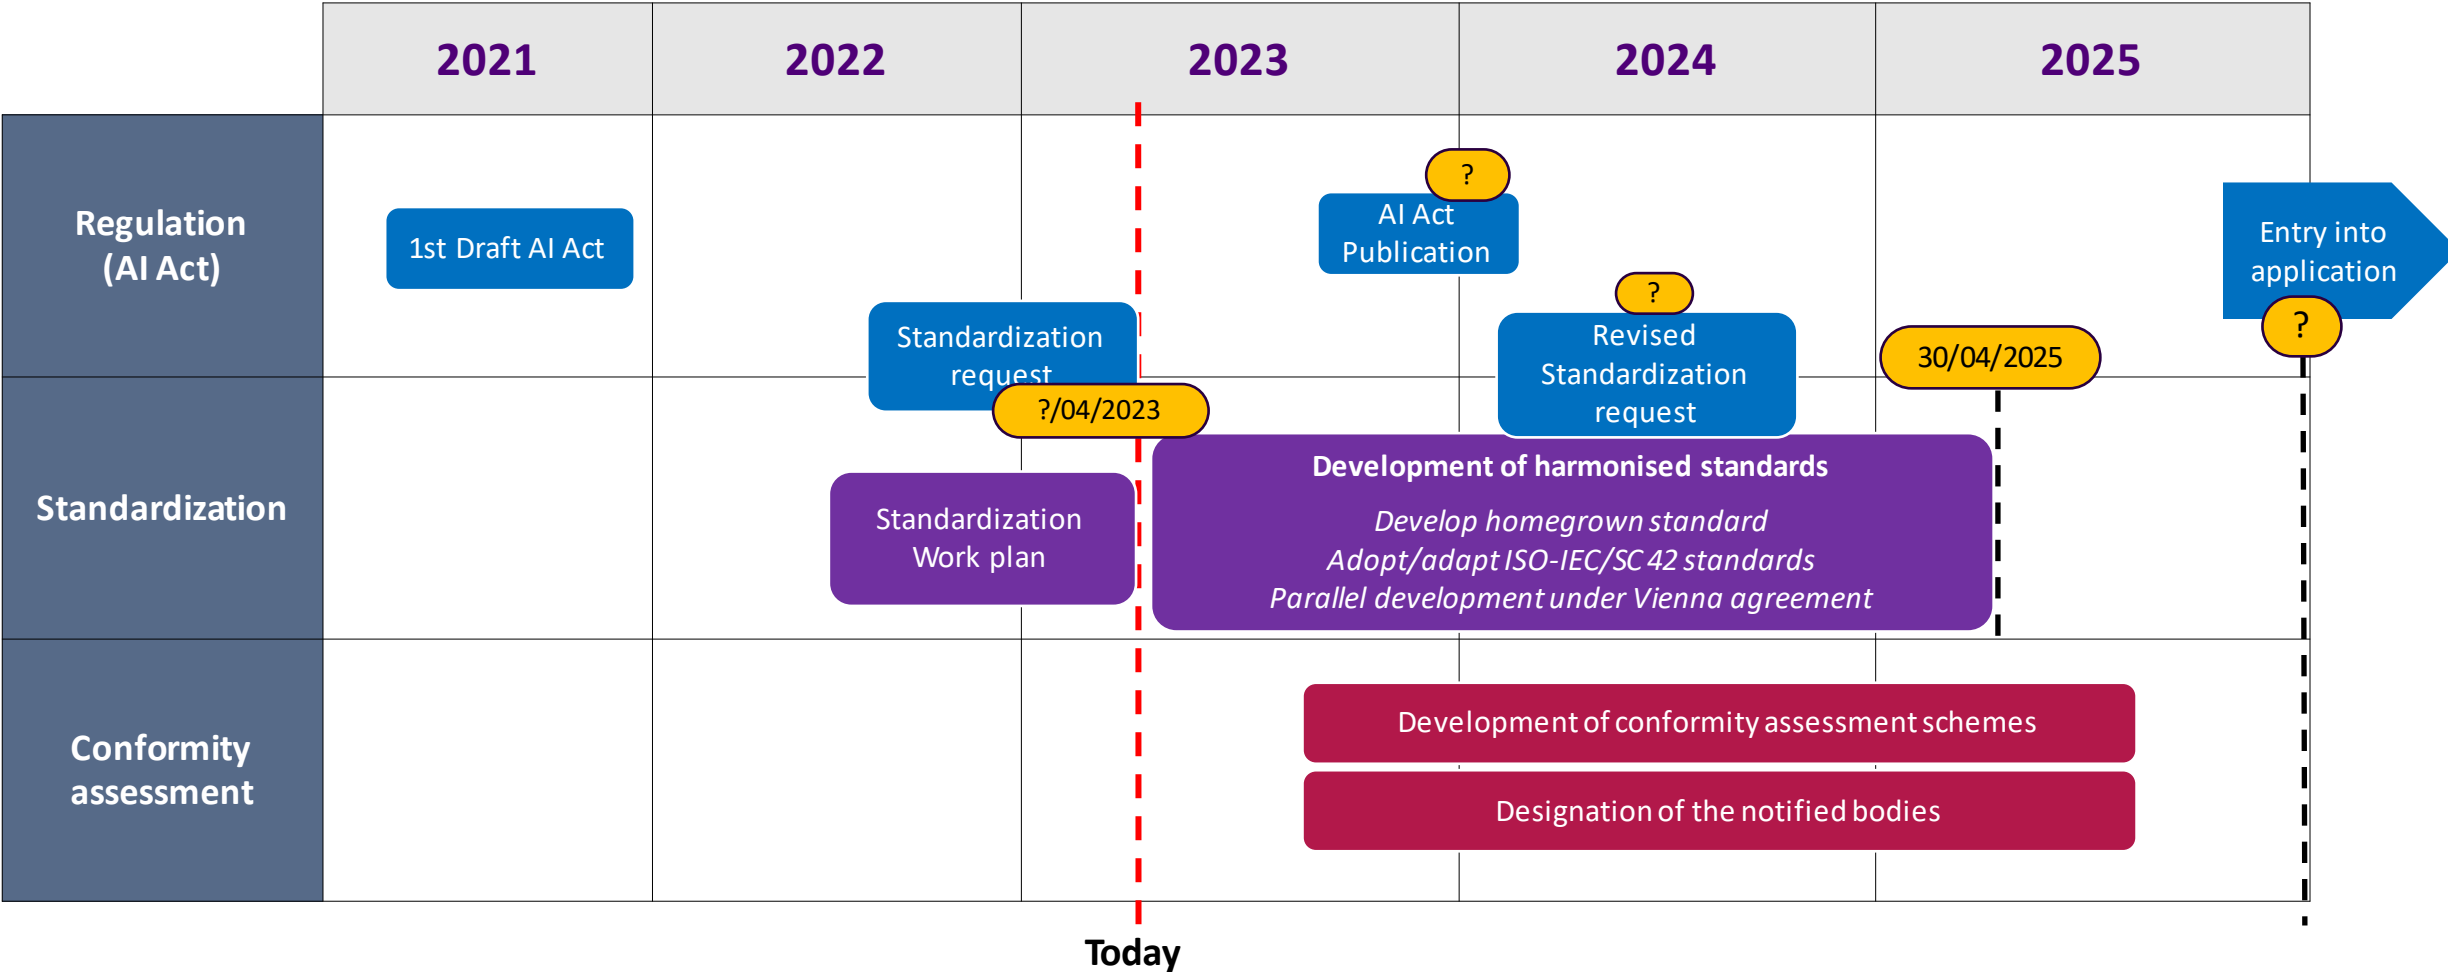 2021
2022
2023
2024
2025
Regulation
(AI Act)
1st Draft AI Act
?
AI Act
Publication
Entry into
application
?
Standardization
request
?/04/2023
?
Revised
Standardization
request
30/04/2025
Standardization
Standardization
Work plan
Development of harmonised standards
Develop homegrown standard
Adopt/adapt ISO-IEC/SC 42 standards
Parallel development under Vienna agreement
Conformity
assessment
Development of conformity assessment schemes
Designation of the notified bodies
Today